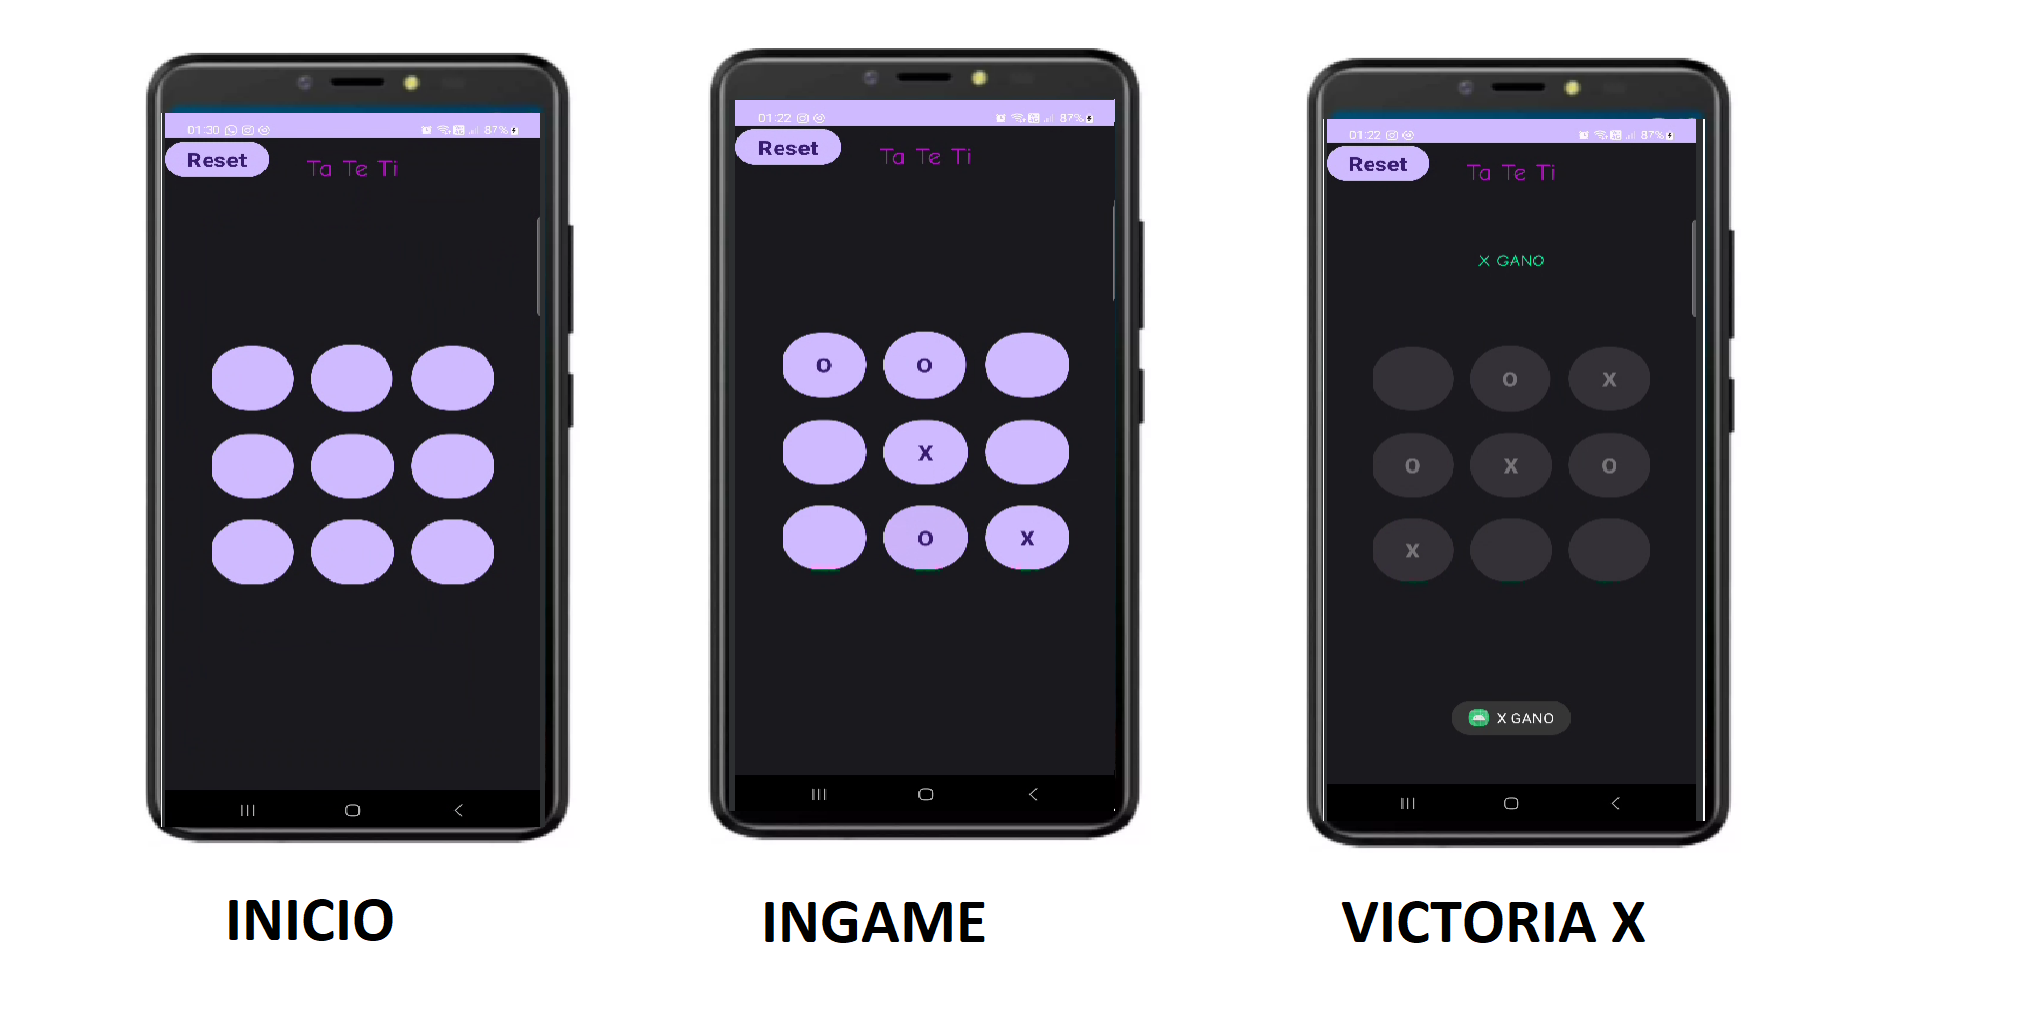 01:30 87%
Reset
Ta Te Ti
INICIO
01:22 87%
Reset
Ta Te Ti
o o
x
o x
INGAME
01:22 87%
Reset
Ta Te Ti
X GANO
o x
o x o
x
X GANO
VICTORIA X